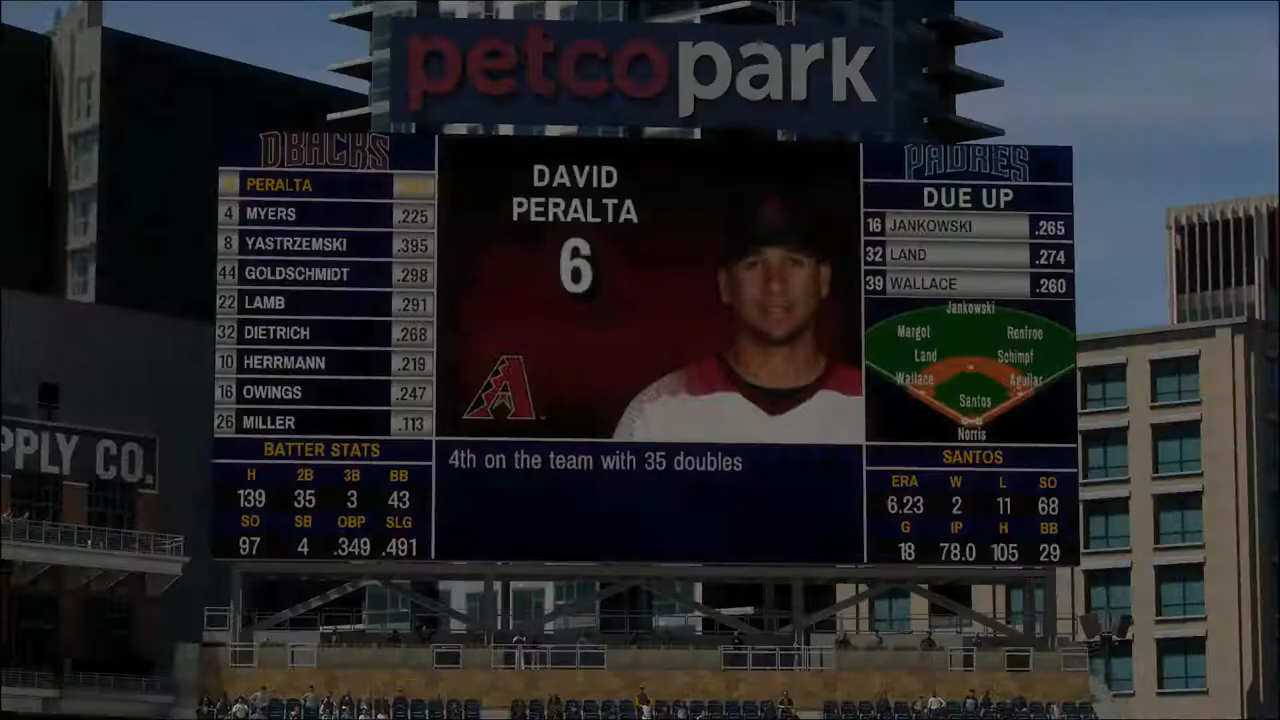 petcopark
DBACKS
PERALTA
4 MYERS .225
8 YASTRZEMSKI .395
44 GOLDSCHMIDT .298
22 LAMB .291
32 DIETRICH .268
10 HERRMANN .219
16 OWINGS .247
26 MILLER .113
BATTER STATS
H 2B 3B BB
139 35 3 43
SO SB OBP SLG
97 4 .349 .491
DAVID
PERALTA
6
A
4th on the team with 35 doubles
PADRES
DUE UP
16 JANKOWSKI .265
32 LAND .274
39 WALLACE .260
Jankowski
Margot Renfroe
Land Schimpf
Wallace Aguilar
Santos
Norris
SANTOS
ERA W L SO
6.23 2 11 68
G IP H BB
18 78.0 105 29
PPLY CO.